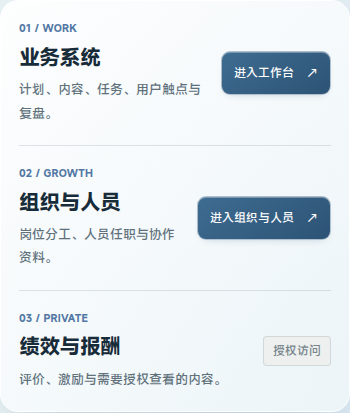 01 / WORK
业务系统
计划、内容、任务、用户触点与
复盘。
进入工作台 ↗
02 / GROWTH
组织与人员
岗位分工、人员任职与协作
资料。
进入组织与人员 ↗
03 / PRIVATE
绩效与报酬
评价、激励与需要授权查看的内容。
授权访问